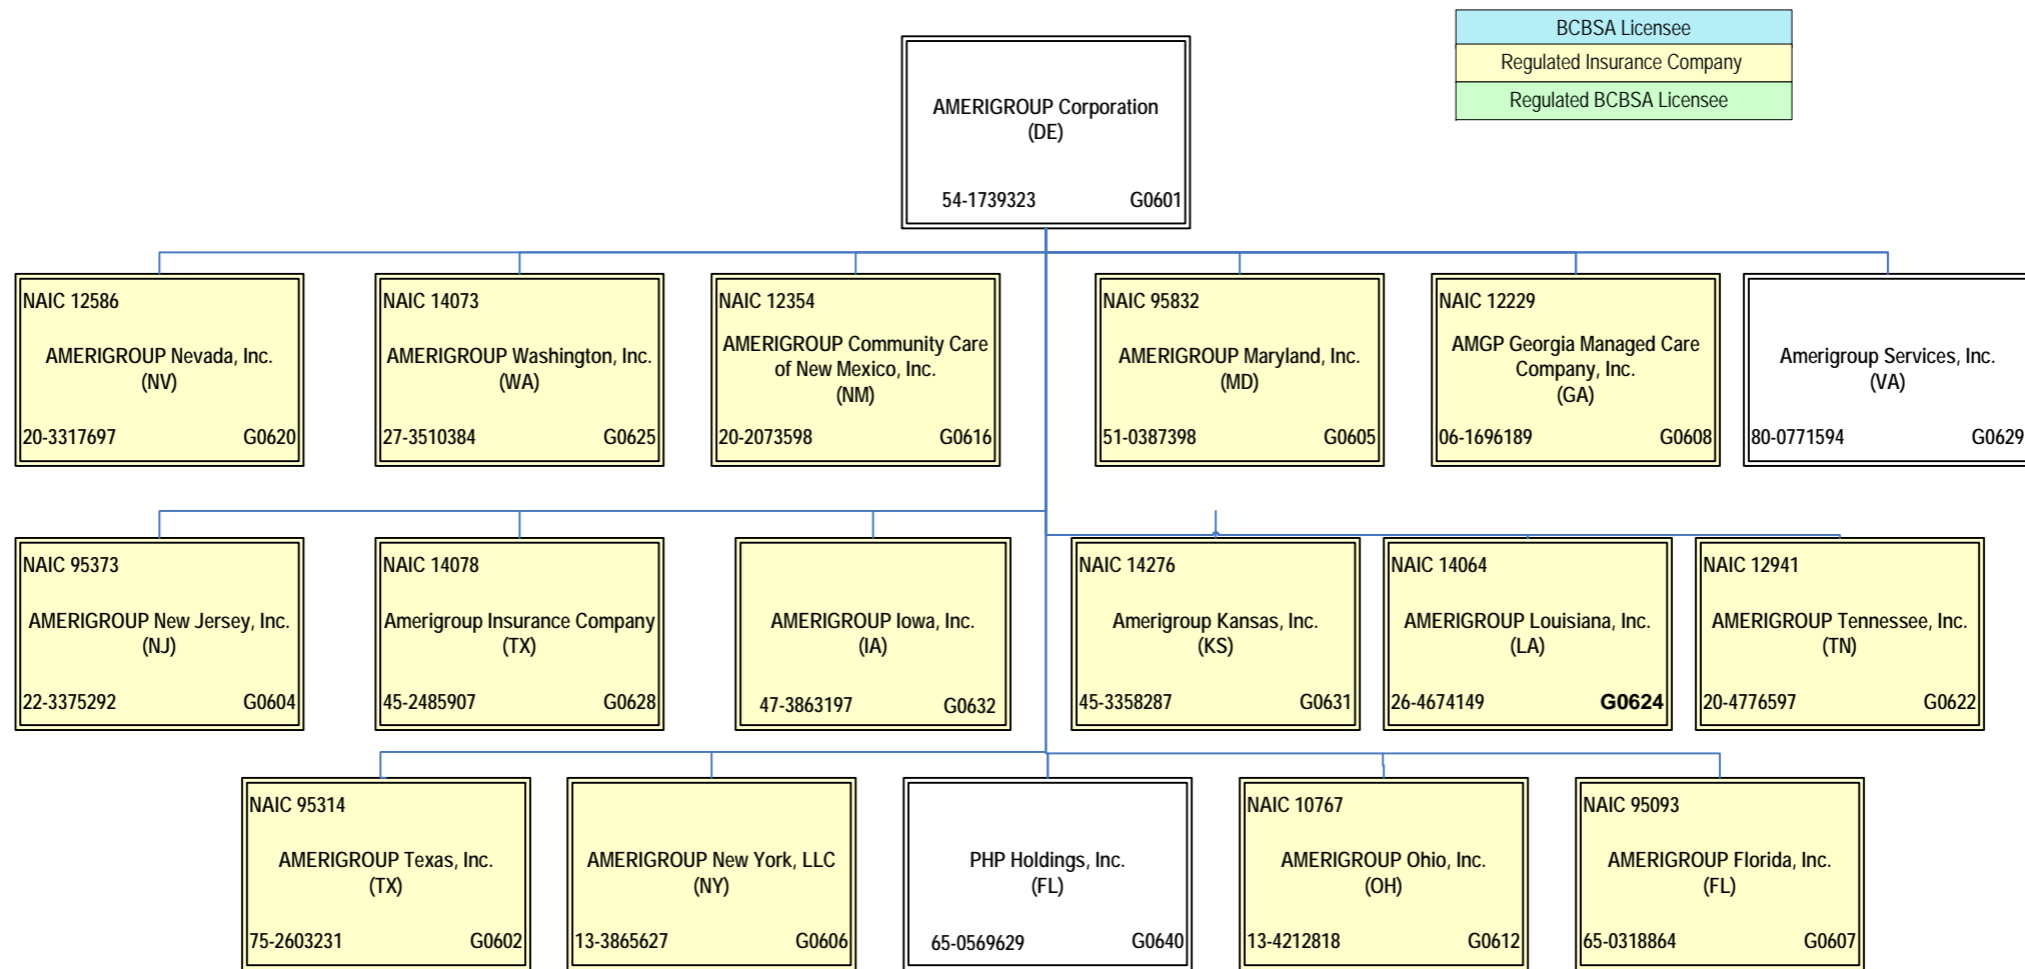 BCBSA Licensee
Regulated Insurance Company
Regulated BCBSA Licensee
AMERIGROUP Corporation
(DE)
54-1739323 G0601
NAIC 12586
AMERIGROUP Nevada, Inc.
(NV)
20-3317697 G0620
NAIC 14073
AMERIGROUP Washington, Inc.
(WA)
27-3510384 G0625
NAIC 12354
AMERIGROUP Community Care
of New Mexico, Inc.
(NM)
20-2073598 G0616
NAIC 95832
AMERIGROUP Maryland, Inc.
(MD)
51-0387398 G0605
NAIC 12229
AMGP Georgia Managed Care
Company, Inc.
(GA)
06-1696189 G0608
Amerigroup Services, Inc.
(VA)
80-0771594 G0629
NAIC 95373
AMERIGROUP New Jersey, Inc.
(NJ)
22-3375292 G0604
NAIC 14078
Amerigroup Insurance Company
(TX)
45-2485907 G0628
AMERIGROUP Iowa, Inc.
(IA)
47-3863197 G0632
NAIC 14276
Amerigroup Kansas, Inc.
(KS)
45-3358287 G0631
NAIC 14064
AMERIGROUP Louisiana, Inc.
(LA)
26-4674149 G0624
NAIC 12941
AMERIGROUP Tennessee, Inc.
(TN)
20-4776597 G0622
NAIC 95314
AMERIGROUP Texas, Inc.
(TX)
75-2603231 G0602
AMERIGROUP New York, LLC
(NY)
13-3865627 G0606
PHP Holdings, Inc.
(FL)
65-0569629 G0640
NAIC 10767
AMERIGROUP Ohio, Inc.
(OH)
13-4212818 G0612
NAIC 95093
AMERIGROUP Florida, Inc.
(FL)
65-0318864 G0607